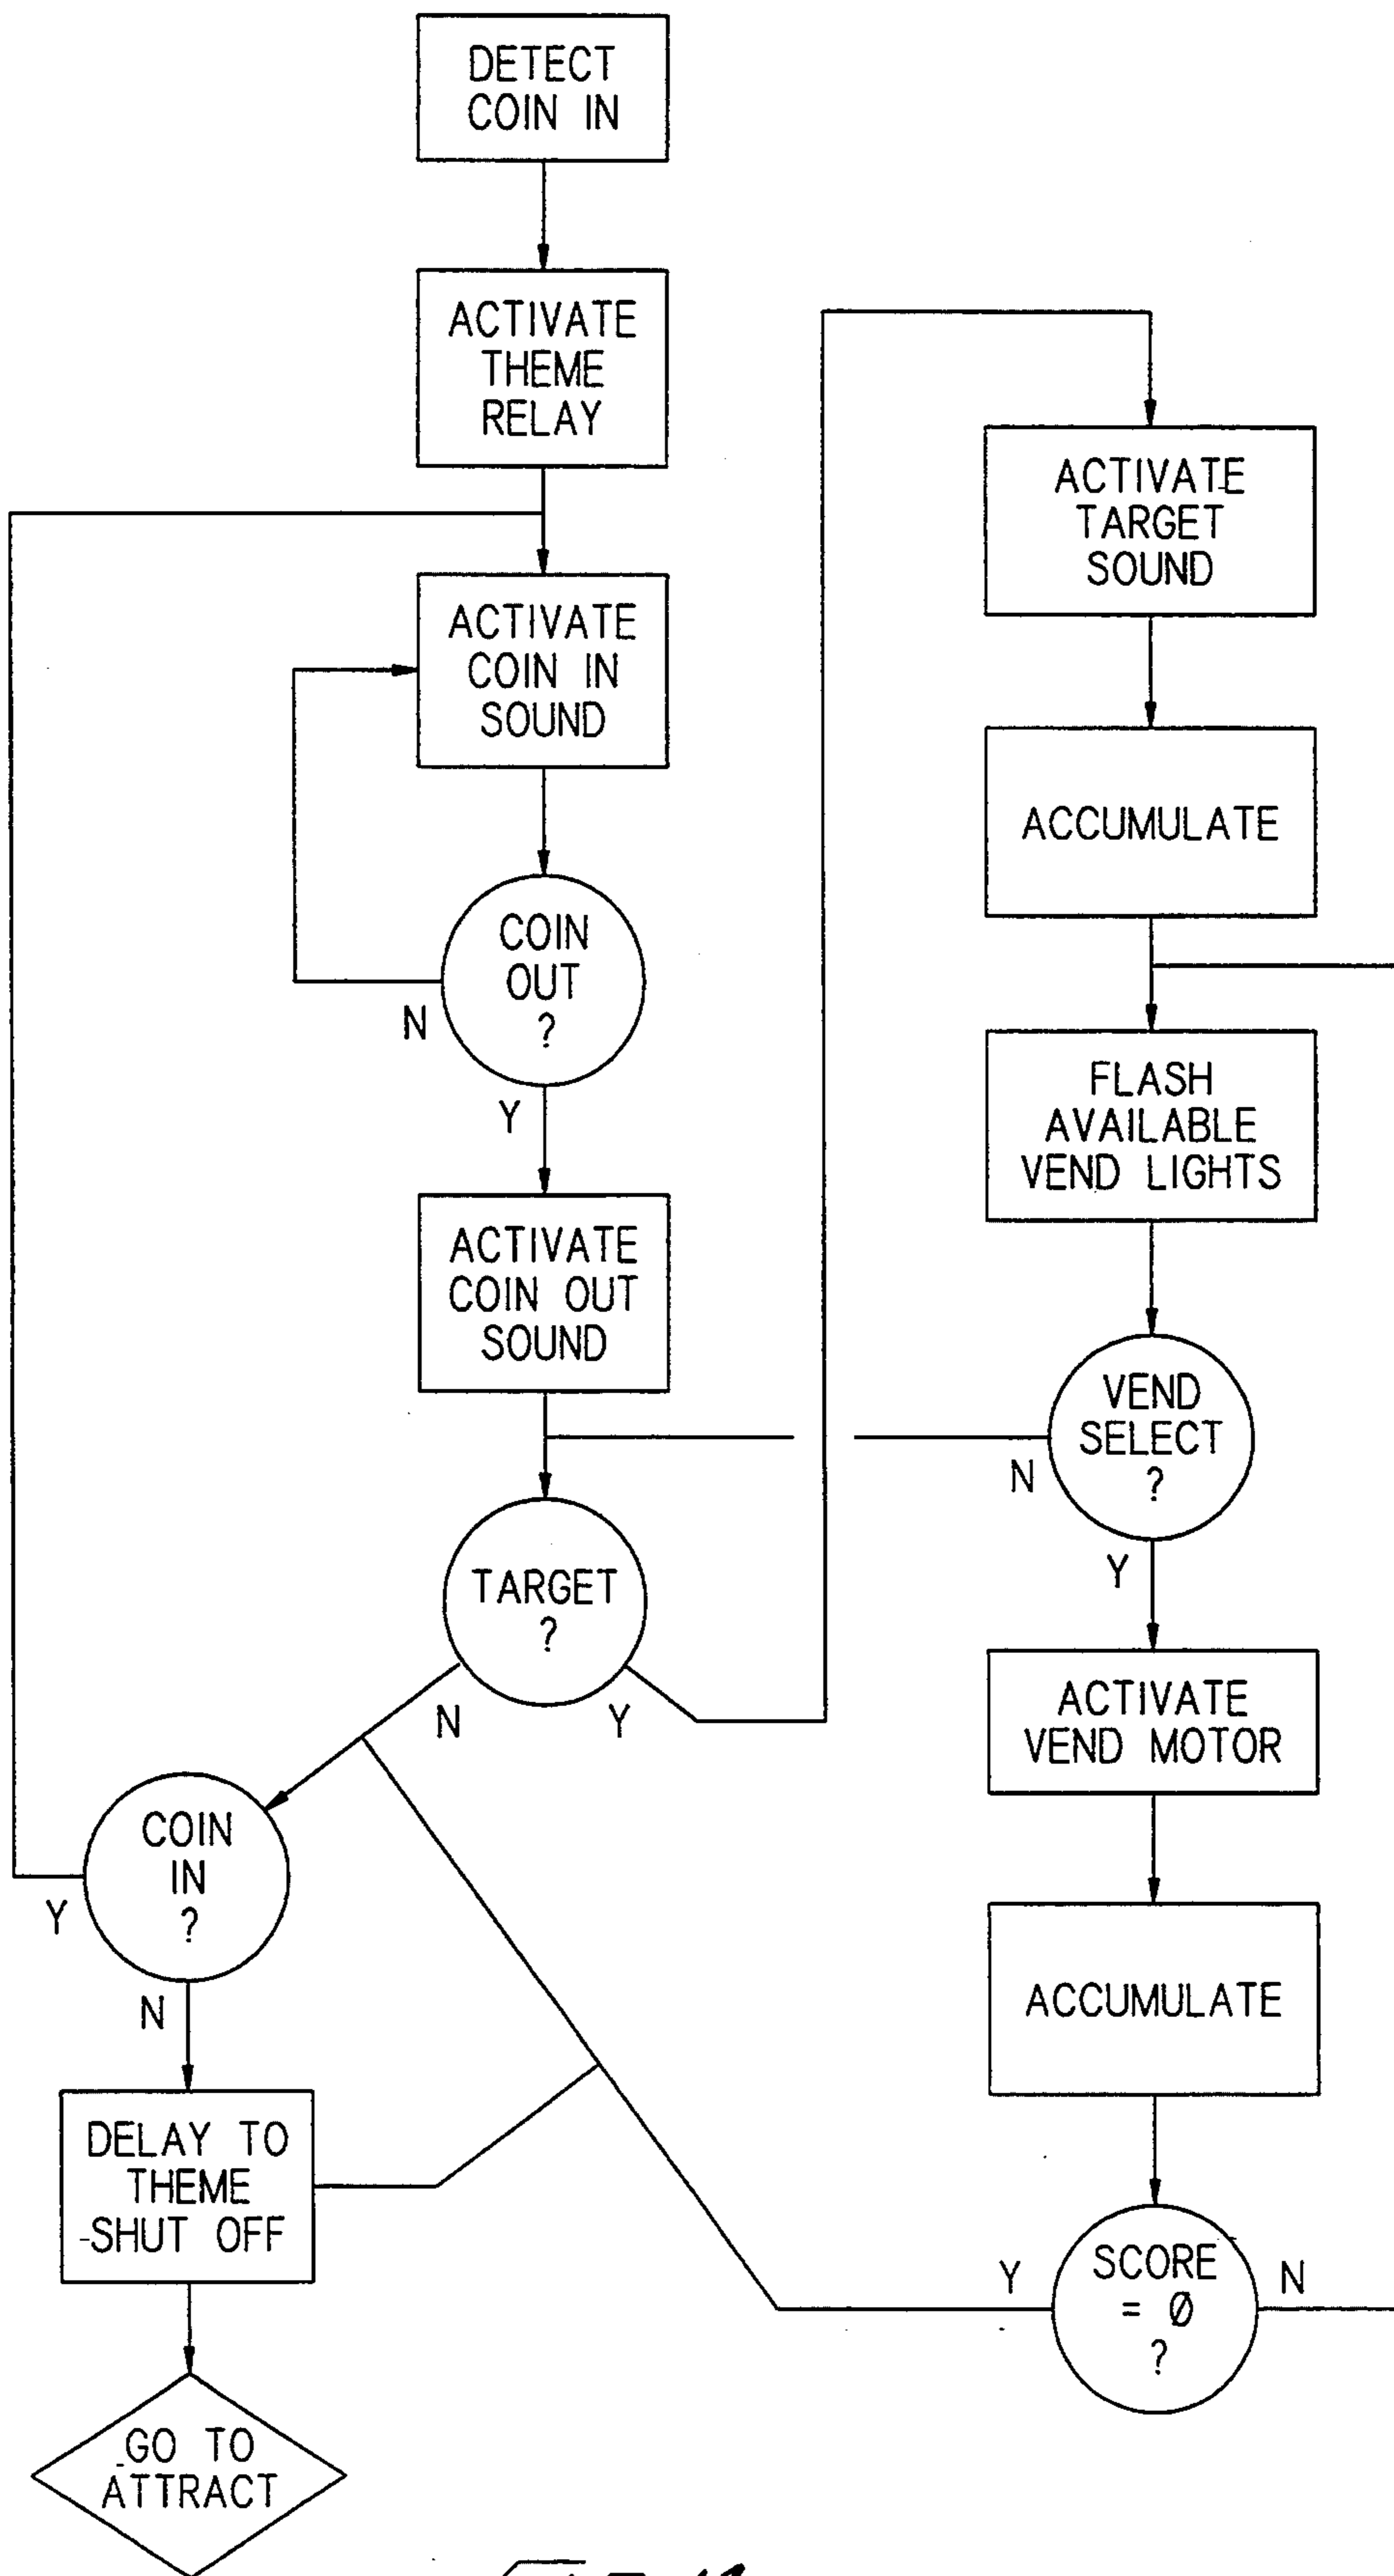 DETECT
COIN IN
ACTIVATE
THEME
RELAY
ACTIVATE
COIN IN
SOUND
COIN
OUT
?
N
Y
ACTIVATE
COIN OUT
SOUND
TARGET
?
N
Y
COIN
IN
?
Y
N
DELAY TO
THEME
SHUT OFF
GO TO
ATTRACT
ACTIVATE
TARGET
SOUND
ACCUMULATE
FLASH
AVAILABLE
VEND LIGHTS
VEND
SELECT
?
N
Y
ACTIVATE
VEND MOTOR
ACCUMULATE
SCORE
= Ø
?
Y
N